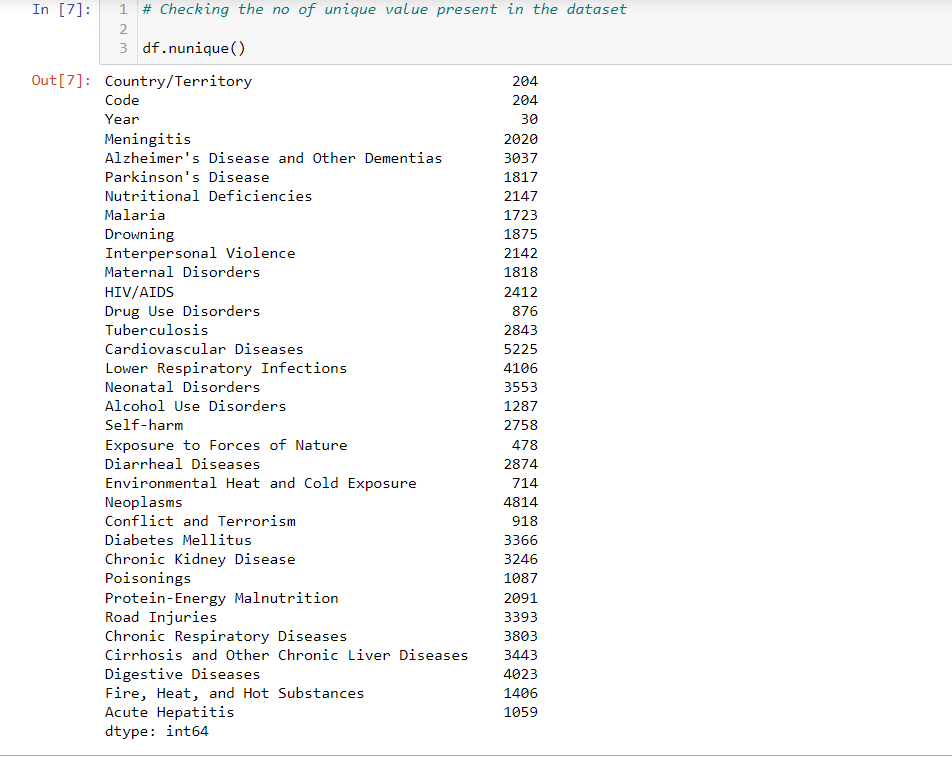 In [7]: 1 # Checking the no of unique value present in the dataset
2
3 df.nunique()
Out[7]: Country/Territory 204
Code 204
Year 30
Meningitis 2020
Alzheimer's Disease and Other Dementias 3037
Parkinson's Disease 1817
Nutritional Deficiencies 2147
Malaria 1723
Drowning 1875
Interpersonal Violence 2142
Maternal Disorders 1818
HIV/AIDS 2412
Drug Use Disorders 876
Tuberculosis 2843
Cardiovascular Diseases 5225
Lower Respiratory Infections 4106
Neonatal Disorders 3553
Alcohol Use Disorders 1287
Self-harm 2758
Exposure to Forces of Nature 478
Diarrheal Diseases 2874
Environmental Heat and Cold Exposure 714
Neoplasms 4814
Conflict and Terrorism 918
Diabetes Mellitus 3366
Chronic Kidney Disease 3246
Poisonings 1087
Protein-Energy Malnutrition 2091
Road Injuries 3393
Chronic Respiratory Diseases 3803
Cirrhosis and Other Chronic Liver Diseases 3443
Digestive Diseases 4023
Fire, Heat, and Hot Substances 1406
Acute Hepatitis 1059
dtype: int64